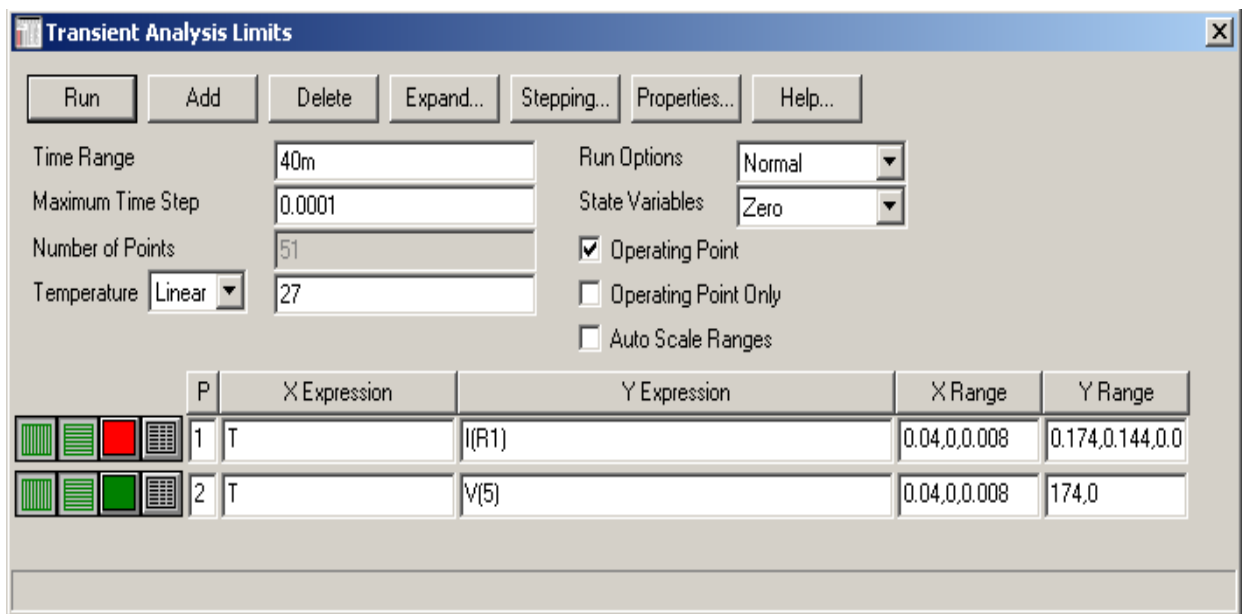 Transient Analysis Limits
Run Add Delete Expand... Stepping... Properties... Help...
Time Range 40m Run Options Normal
Maximum Time Step 0.0001 State Variables Zero
Number of Points 51 Operating Point
Temperature Linear 27 Operating Point Only
Auto Scale Ranges
P X Expression Y Expression X Range Y Range
1 T I(R1) 0.04,0,0.008 0.174,0.144,0.0
2 T V(5) 0.04,0,0.008 174,0